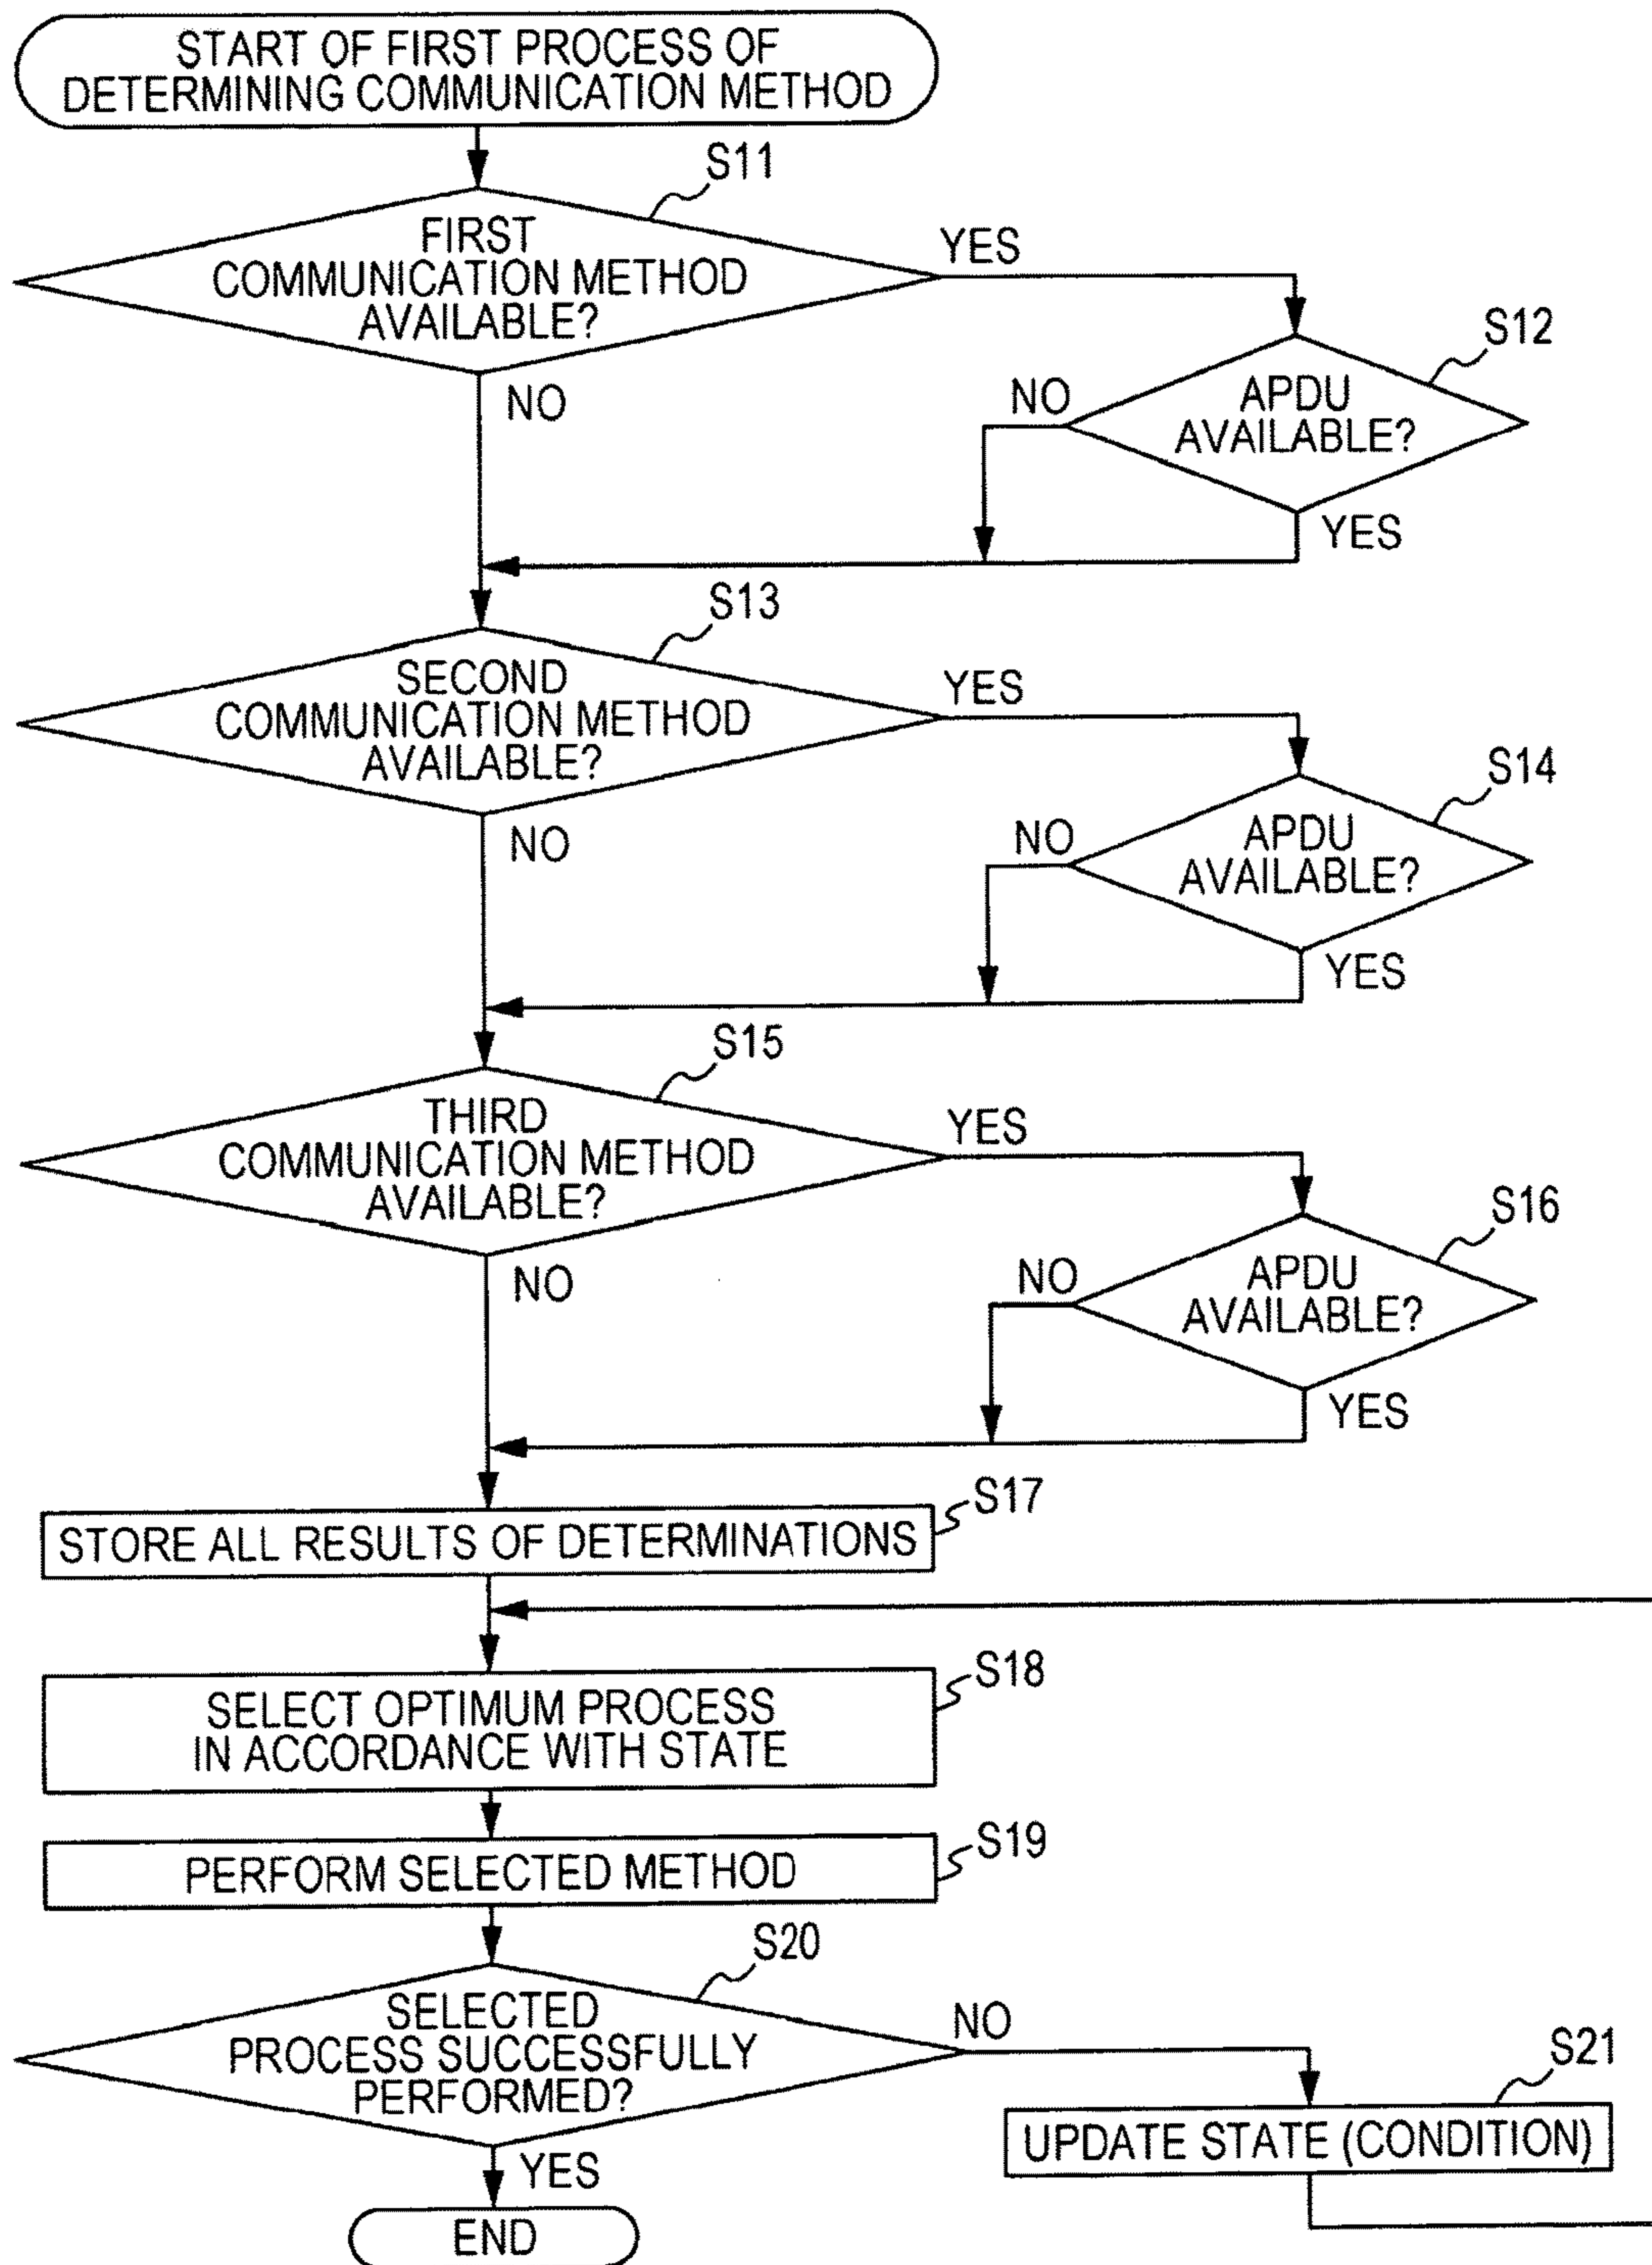 START OF FIRST PROCESS OF
DETERMINING COMMUNICATION METHOD
S11
FIRST
COMMUNICATION METHOD
AVAILABLE?
YES
NO
S12
APDU
AVAILABLE?
NO
YES
S13
SECOND
COMMUNICATION METHOD
AVAILABLE?
YES
NO
S14
APDU
AVAILABLE?
NO
YES
S15
THIRD
COMMUNICATION METHOD
AVAILABLE?
YES
NO
S16
APDU
AVAILABLE?
NO
YES
S17
STORE ALL RESULTS OF DETERMINATIONS
S18
SELECT OPTIMUM PROCESS
IN ACCORDANCE WITH STATE
S19
PERFORM SELECTED METHOD
S20
SELECTED
PROCESS SUCCESSFULLY
PERFORMED?
NO
YES
S21
UPDATE STATE (CONDITION)
END